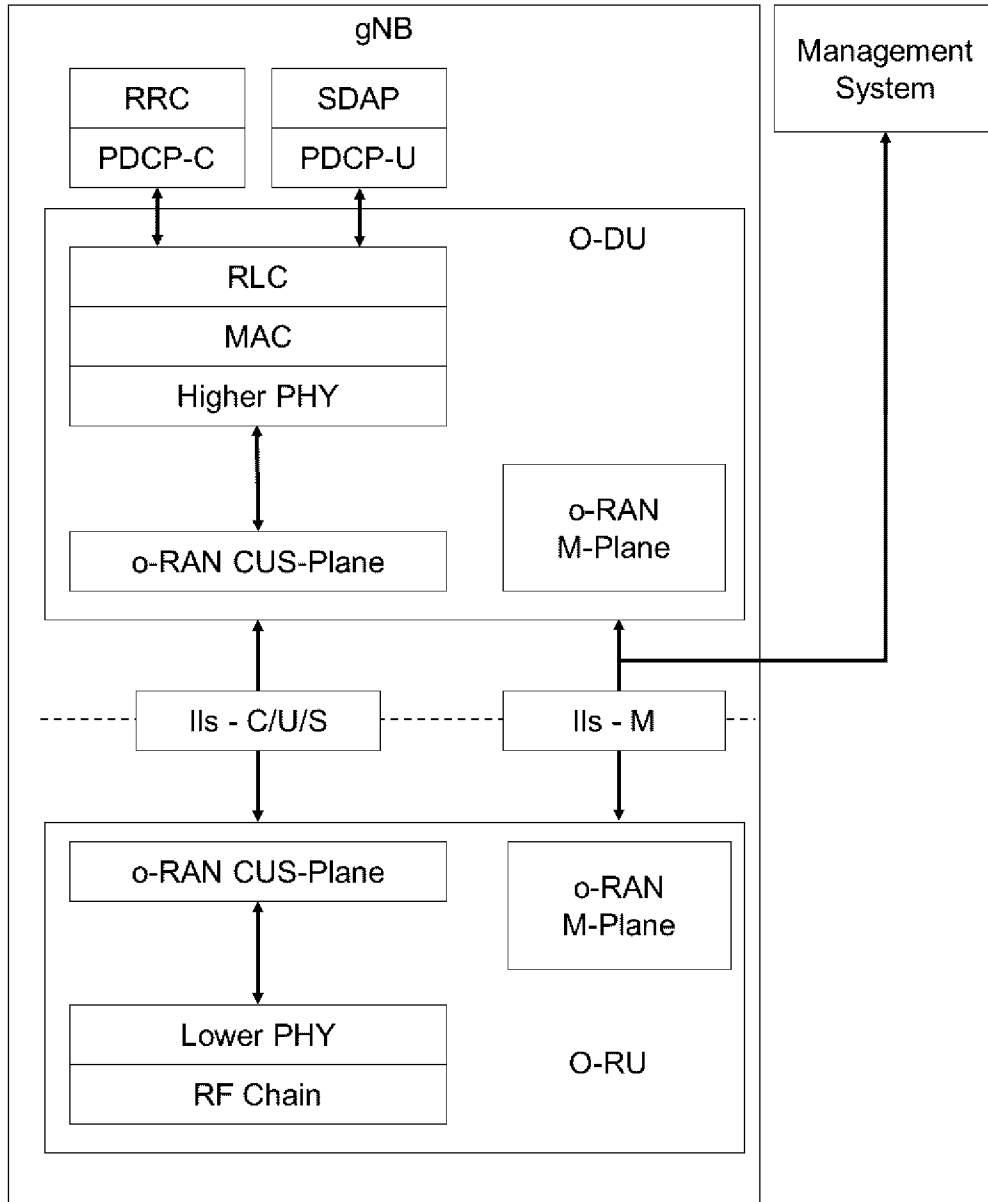 gNB
Management
System
RRC
SDAP
PDCP-C
PDCP-U
O-DU
RLC
MAC
Higher PHY
o-RAN
M-Plane
o-RAN CUS-Plane
lls - C/U/S
lls - M
o-RAN CUS-Plane
o-RAN
M-Plane
Lower PHY
O-RU
RF Chain